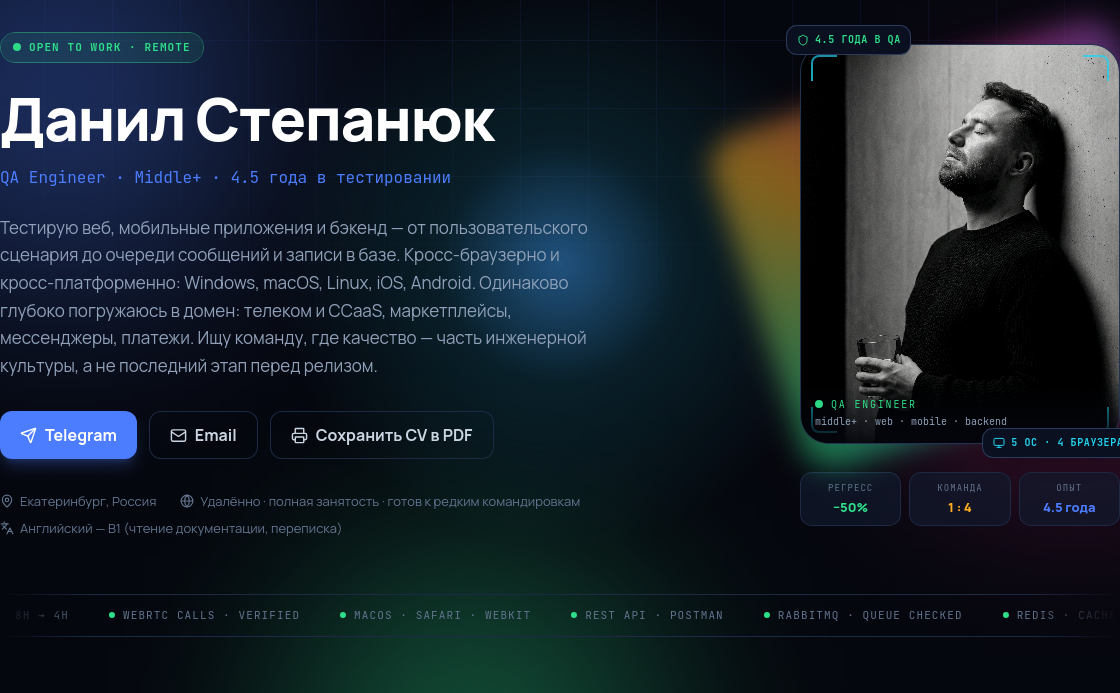 OPEN TO WORK · REMOTE
4.5 ГОДА В QA
Данил Степанюк
QA Engineer · Middle+ · 4.5 года в тестировании
Тестирую веб, мобильные приложения и бэкенд — от пользовательского
сценария до очереди сообщений и записи в базе. Кросс-браузерно и
кросс-платформенно: Windows, macOS, Linux, iOS, Android. Одинаково
глубоко погружаюсь в домен: телеком и CCaaS, маркетплейсы,
мессенджеры, платежи. Ищу команду, где качество — часть инженерной
культуры, а не последний этап перед релизом.
Telegram
Email
Сохранить CV в PDF
Екатеринбург, Россия
Удалённо · полная занятость · готов к редким командировкам
Английский — B1 (чтение документации, переписка)
QA ENGINEER
middle+ · web · mobile · backend
5 ОС · 4 БРАУЗЕРА
РЕГРЕСС
−50%
КОМАНДА
1 : 4
ОПЫТ
4.5 года
8H → 4H
WEBRTC CALLS · VERIFIED
MACOS · SAFARI · WEBKIT
REST API · POSTMAN
RABBITMQ · QUEUE CHECKED
REDIS ·